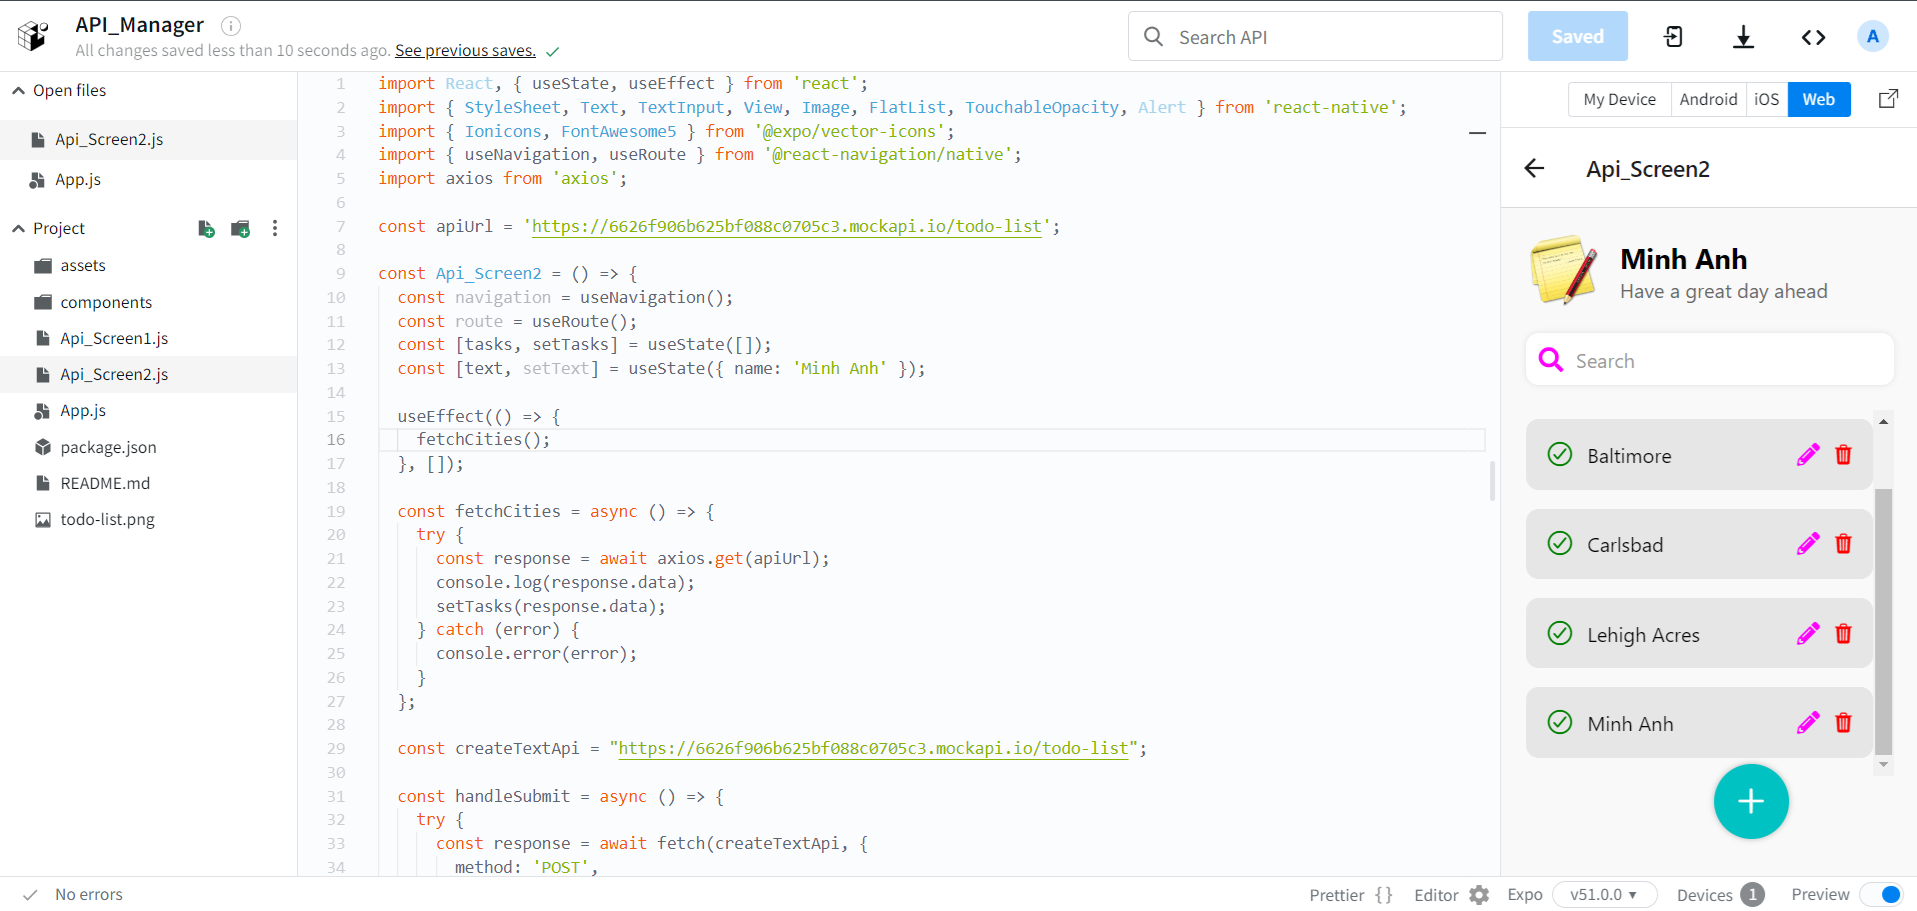 API_Manager
All changes saved less than 10 seconds ago. See previous saves.
Search API
Saved
A
Open files
Api_Screen2.js
App.js
Project
assets
components
Api_Screen1.js
Api_Screen2.js
App.js
package.json
README.md
todo-list.png
1 import React, { useState, useEffect } from 'react';
2 import { StyleSheet, Text, TextInput, View, Image, FlatList, TouchableOpacity, Alert } from 'react-native';
3 import { Ionicons, FontAwesome5 } from '@expo/vector-icons';
4 import { useNavigation, useRoute } from '@react-navigation/native';
5 import axios from 'axios';
6
7 const apiUrl = 'https://6626f906b625bf088c0705c3.mockapi.io/todo-list';
8
9 const Api_Screen2 = () => {
10 const navigation = useNavigation();
11 const route = useRoute();
12 const [tasks, setTasks] = useState([]);
13 const [text, setText] = useState({ name: 'Minh Anh' });
14
15 useEffect(() => {
16 fetchCities();
17 }, []);
18
19 const fetchCities = async () => {
20 try {
21 const response = await axios.get(apiUrl);
22 console.log(response.data);
23 setTasks(response.data);
24 } catch (error) {
25 console.error(error);
26 }
27 };
28
29 const createTextApi = "https://6626f906b625bf088c0705c3.mockapi.io/todo-list";
30
31 const handleSubmit = async () => {
32 try {
33 const response = await fetch(createTextApi, {
34 method: 'POST',
My Device Android iOS Web
Api_Screen2
Minh Anh
Have a great day ahead
Search
Baltimore
Carlsbad
Lehigh Acres
Minh Anh
No errors
Prettier { } Editor Expo v51.0.0 Devices 1 Preview